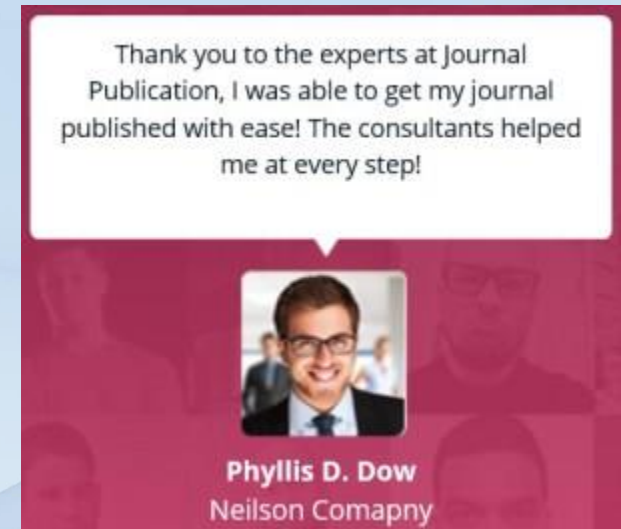 Thank you to the experts at Journal
Publication, I was able to get my journal
published with ease! The consultants helped
me at every step!
Phyllis D. Dow
Neilson Comapny